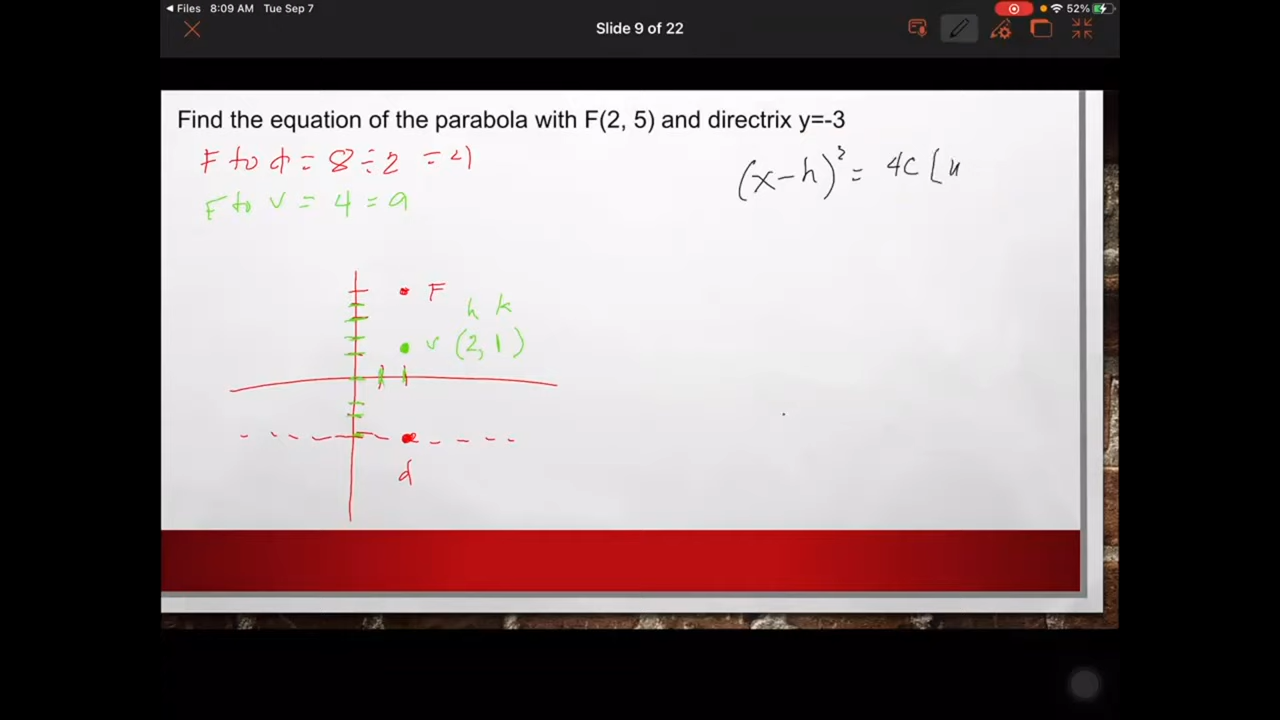 Files 8:09 AM Tue Sep 7 52%
Slide 9 of 22
Find the equation of the parabola with F(2, 5) and directrix y=-3
F to d = 8 ÷ 2 = 4
F to v = 4 = a
(x-h)² = 4c (
F
h k
v (2, 1)
d